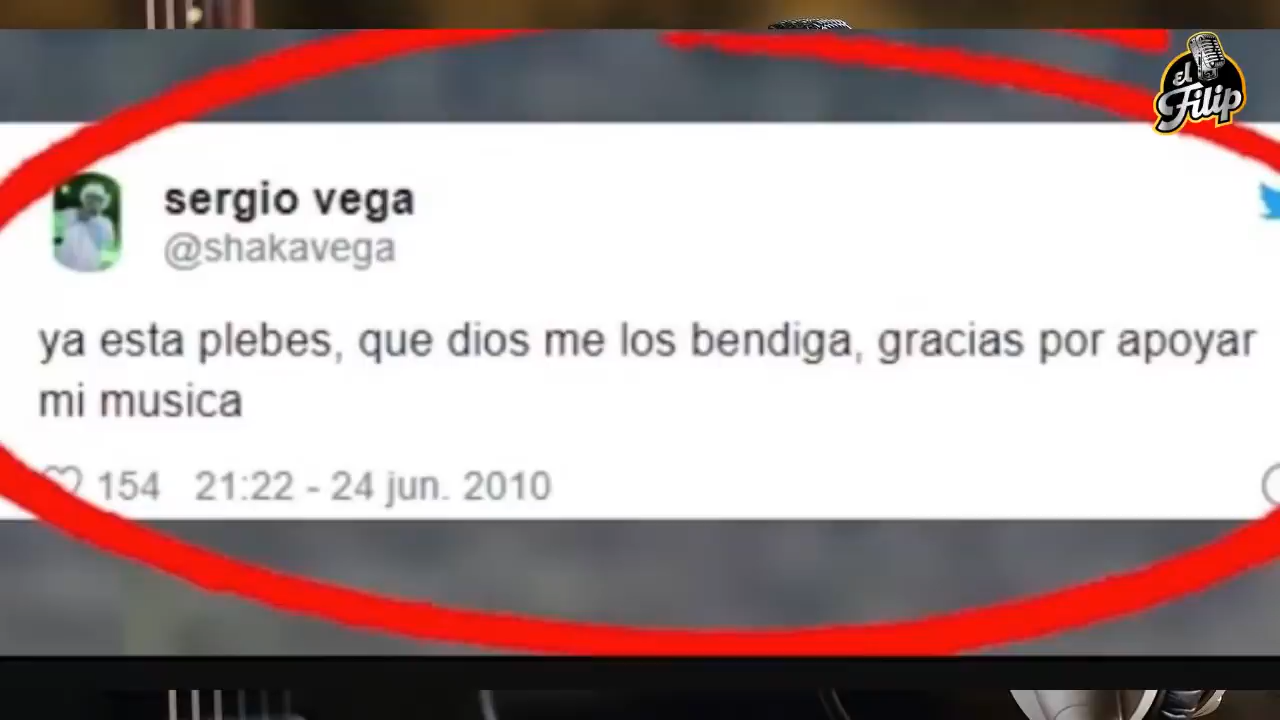 El
Filip
sergio vega
@shakavega
ya esta plebes, que dios me los bendiga, gracias por apoyar
mi musica
154 21:22 - 24 jun. 2010